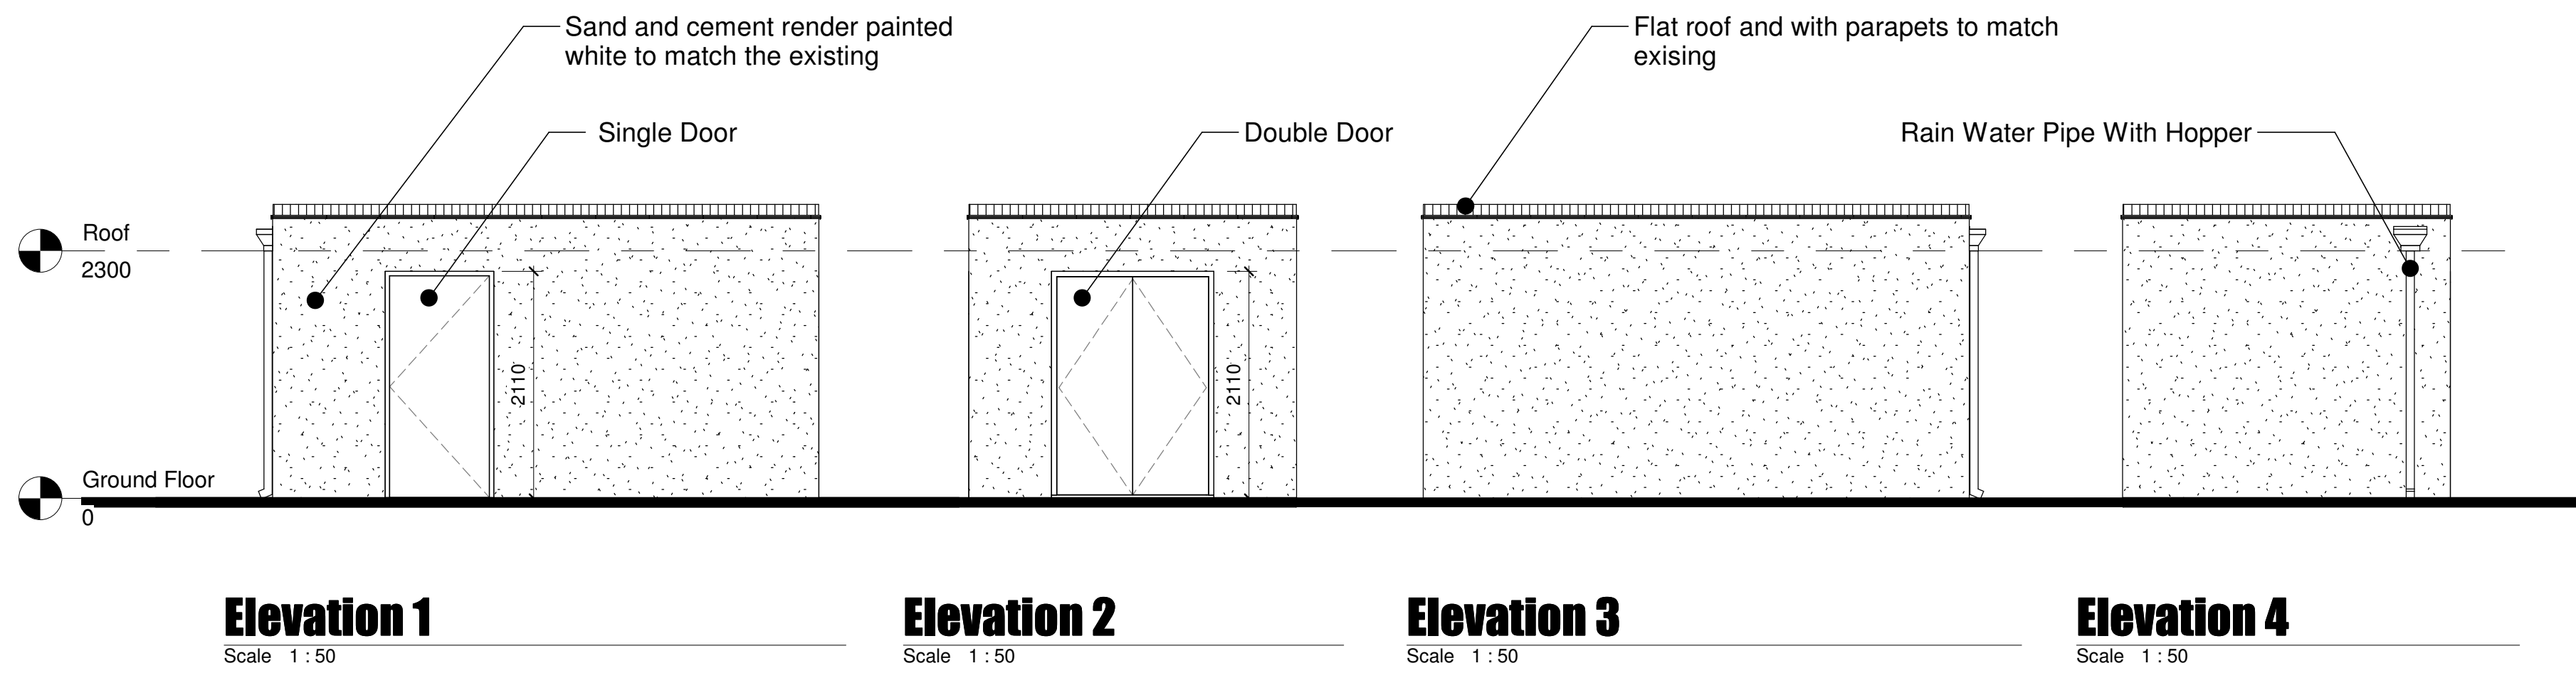 Sand and cement render painted
white to match the existing
Flat roof and with parapets to match
exising
Single Door
Double Door
Rain Water Pipe With Hopper
Roof
2300
2110
2110
Ground Floor
0
Elevation 1
Scale 1 : 50
Elevation 2
Scale 1 : 50
Elevation 3
Scale 1 : 50
Elevation 4
Scale 1 : 50